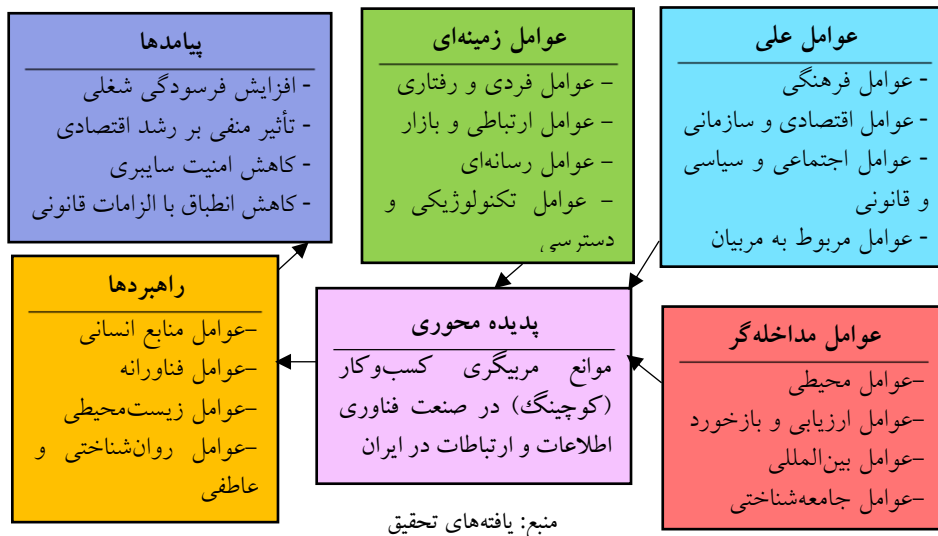 عوامل علی
- عوامل فرهنگی
- عوامل اقتصادی و سازمانی
- عوامل اجتماعی و سیاسی
و قانونی
- عوامل مربوط به مربیان
عوامل زمینه‌ای
– عوامل فردی و رفتاری
– عوامل ارتباطی و بازار
– عوامل رسانه‌ای
– عوامل تکنولوژیکی و
دسترسی
پیامدها
- افزایش فرسودگی شغلی
- تأثیر منفی بر رشد اقتصادی
- کاهش امنیت سایبری
- کاهش انطباق با الزامات قانونی
عوامل مداخله‌گر
–عوامل محیطی
–عوامل ارزیابی و بازخورد
–عوامل بین‌المللی
–عوامل جامعه‌شناختی
پدیده محوری
موانع مربیگری کسب‌وکار
(کوچینگ) در صنعت فناوری
اطلاعات و ارتباطات در ایران
راهبردها
–عوامل منابع انسانی
–عوامل فناورانه
–عوامل زیست‌محیطی
–عوامل روان‌شناختی و
عاطفی
منبع: یافته‌های تحقیق